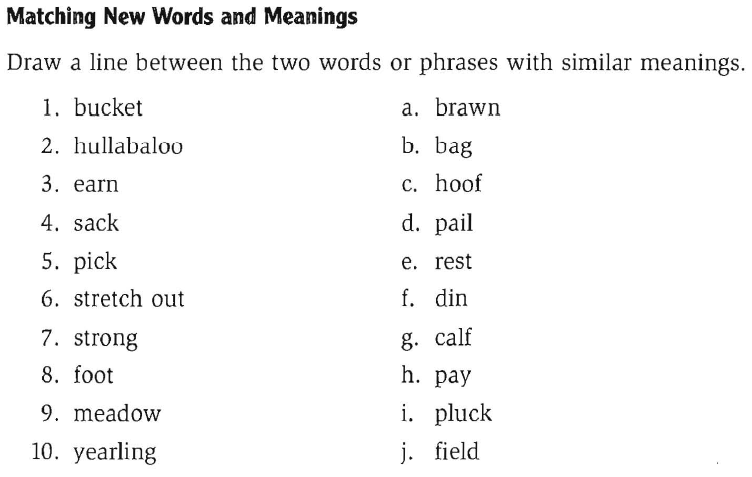 Matching New Words and Meanings
Draw a line between the two words or phrases with similar meanings.
1. bucket a. brawn
2. hullabaloo b. bag
3. earn c. hoof
4. sack d. pail
5. pick e. rest
6. stretch out f. din
7. strong g. calf
8. foot h. pay
9. meadow i. pluck
10. yearling j. field